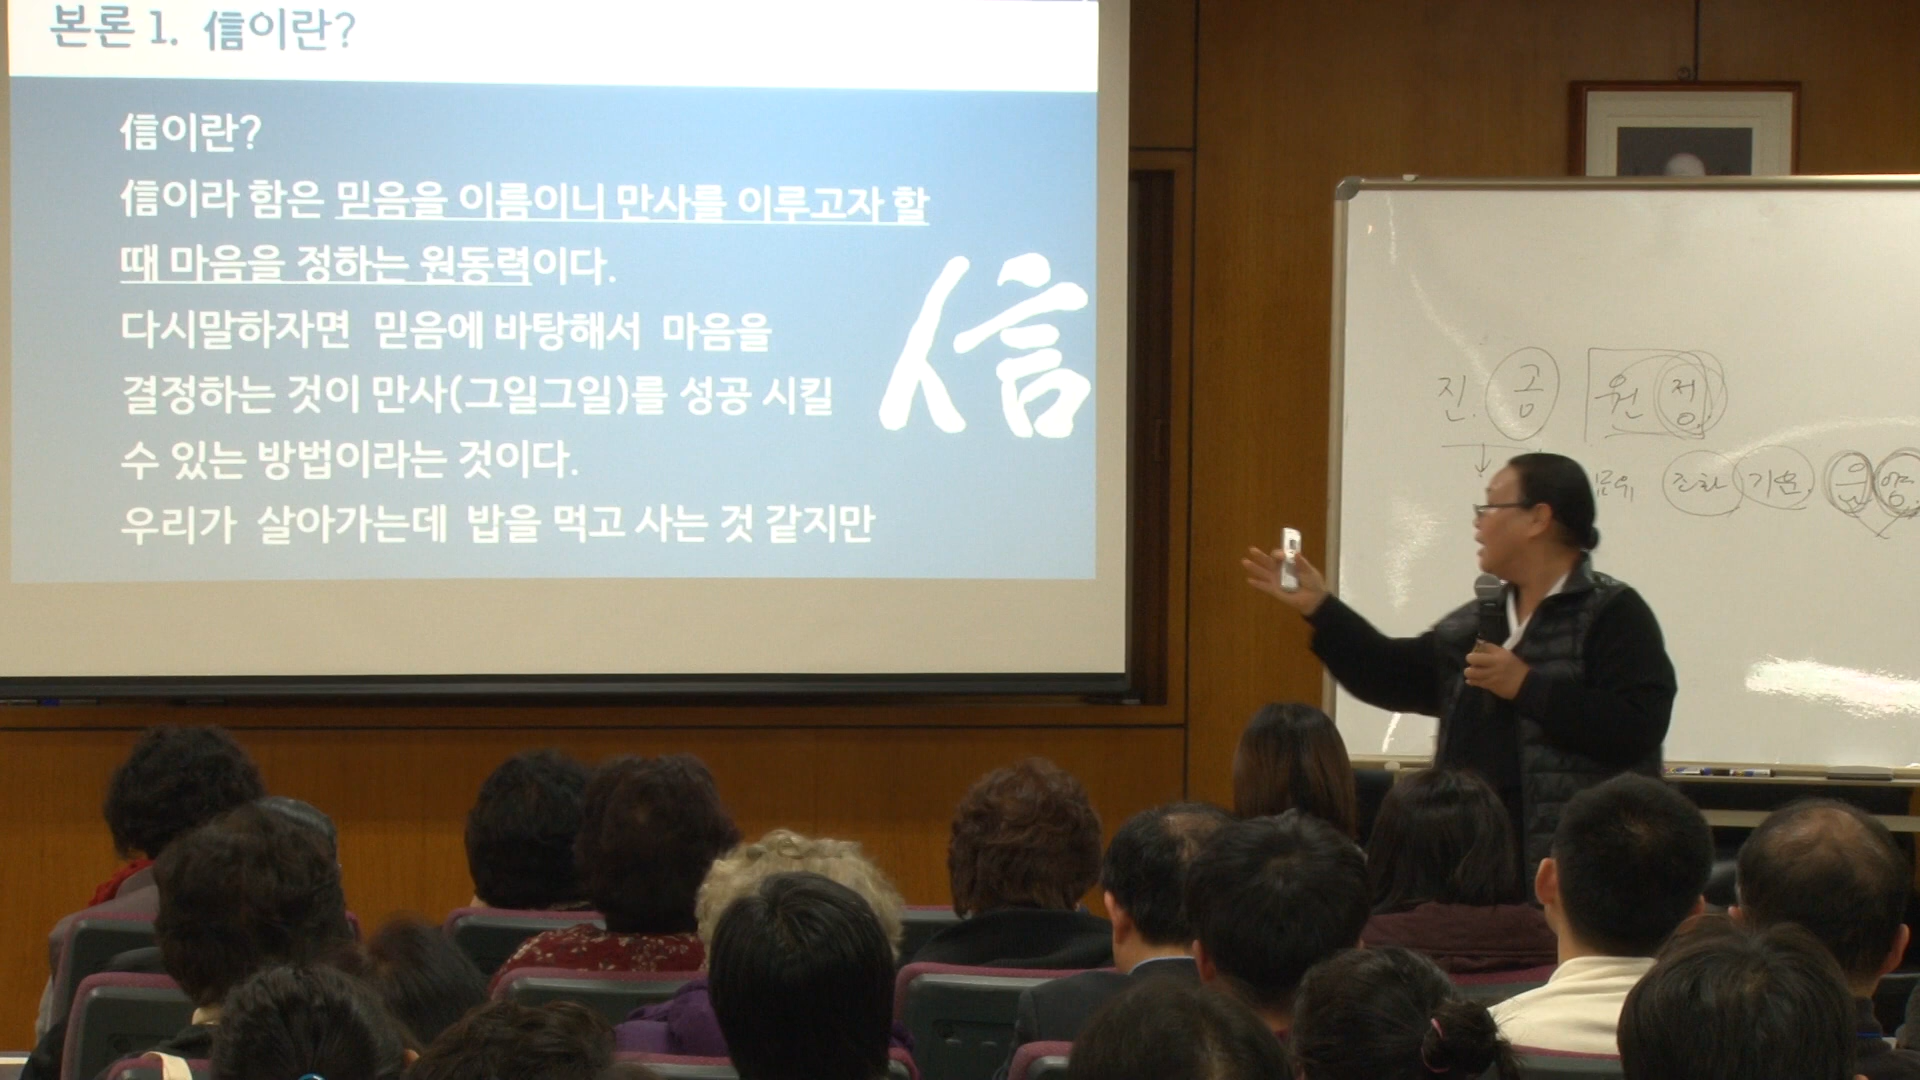 본론 1. 信이란?
信이란?
信이라 함은 믿음을 이름이니 만사를 이루고자 할
때 마음을 정하는 원동력이다.
다시말하자면 믿음에 바탕해서 마음을
결정하는 것이 만사(그일그일)를 성공 시킬
수 있는 방법이라는 것이다.
우리가 살아가는데 밥을 먹고 사는 것 같지만
信
진. 공 원 정
조화 기운